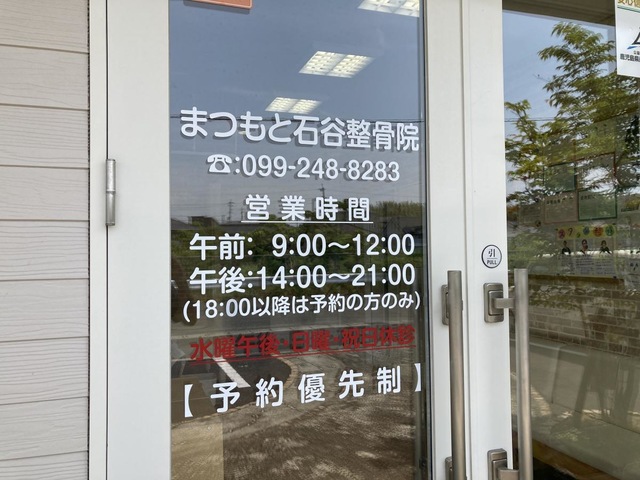 まつもと石谷整骨院
☎:099-248-8283
営業時間
午前: 9:00～12:00
午後:14:00～21:00
(18:00以降は予約の方のみ)
水曜午後・日曜・祝日休診
【予約優先制】
引
PULL